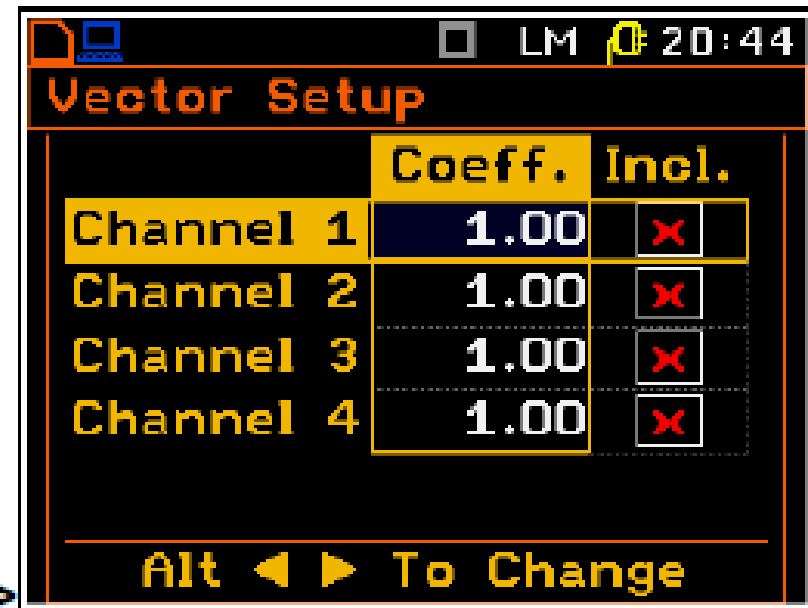 LM 20:44
Vector Setup
Coeff. Incl.
Channel 1 1.00
Channel 2 1.00
Channel 3 1.00
Channel 4 1.00
Alt ◀ ▶ To Change